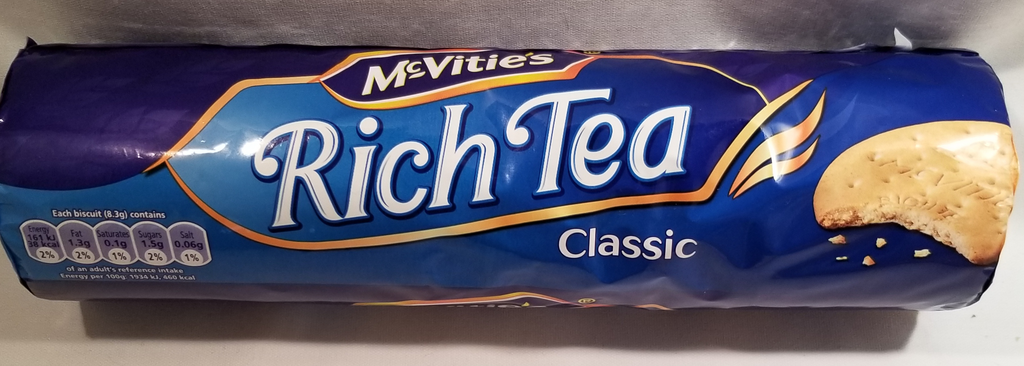 McVitie's
Rich Tea
Classic
McVITIE
Each biscuit (8.3g) contains
Energy Fat Saturates Sugars Salt
161 kJ
38 kcal 1.3g 0.1g 1.5g 0.06g
2% 2% 1% 2% 1%
of an adult's reference intake
Energy per 100g: 1934 kJ, 460 kcal